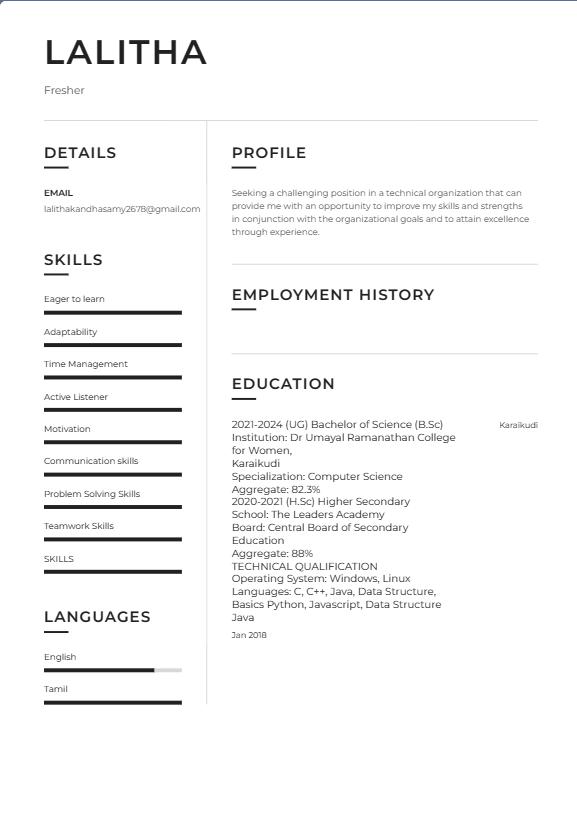 LALITHA
Fresher
DETAILS
EMAIL
lalithakandhasamy2678@gmail.com
SKILLS
Eager to learn
Adaptability
Time Management
Active Listener
Motivation
Communication skills
Problem Solving Skills
Teamwork Skills
SKILLS
LANGUAGES
English
Tamil
PROFILE
Seeking a challenging position in a technical organization that can
provide me with an opportunity to improve my skills and strengths
in conjunction with the organizational goals and to attain excellence
through experience.
EMPLOYMENT HISTORY
EDUCATION
2021-2024 (UG) Bachelor of Science (B.Sc)
Karaikudi
Institution: Dr Umayal Ramanathan College
for Women,
Karaikudi
Specialization: Computer Science
Aggregate: 82.3%
2020-2021 (H.Sc) Higher Secondary
School: The Leaders Academy
Board: Central Board of Secondary
Education
Aggregate: 88%
TECHNICAL QUALIFICATION
Operating System: Windows, Linux
Languages: C, C++, Java, Data Structure,
Basics Python, Javascript, Data Structure
Java
Jan 2018